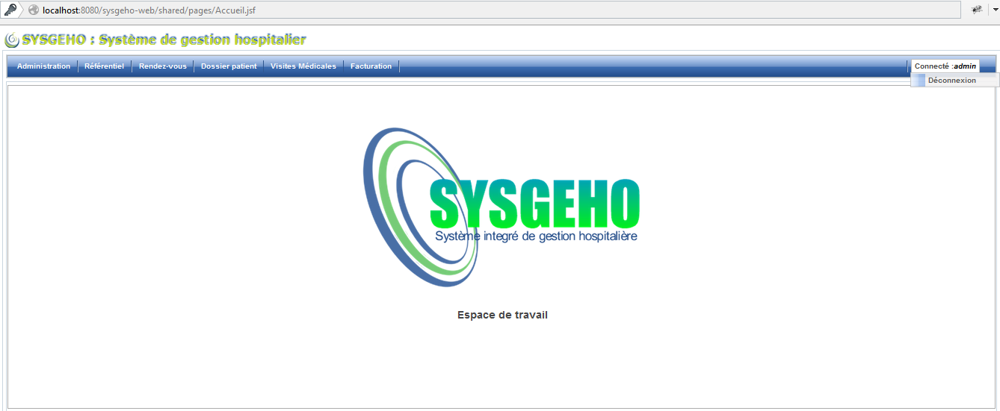 localhost:8080/sysgeho-web/shared/pages/Accueil.jsf
SYSGEHO : Système de gestion hospitalier
Administration Référentiel Rendez-vous Dossier patient Visites Médicales Facturation Connecté :admin
Déconnexion
SYSGEHO
Système integré de gestion hospitalière
Espace de travail